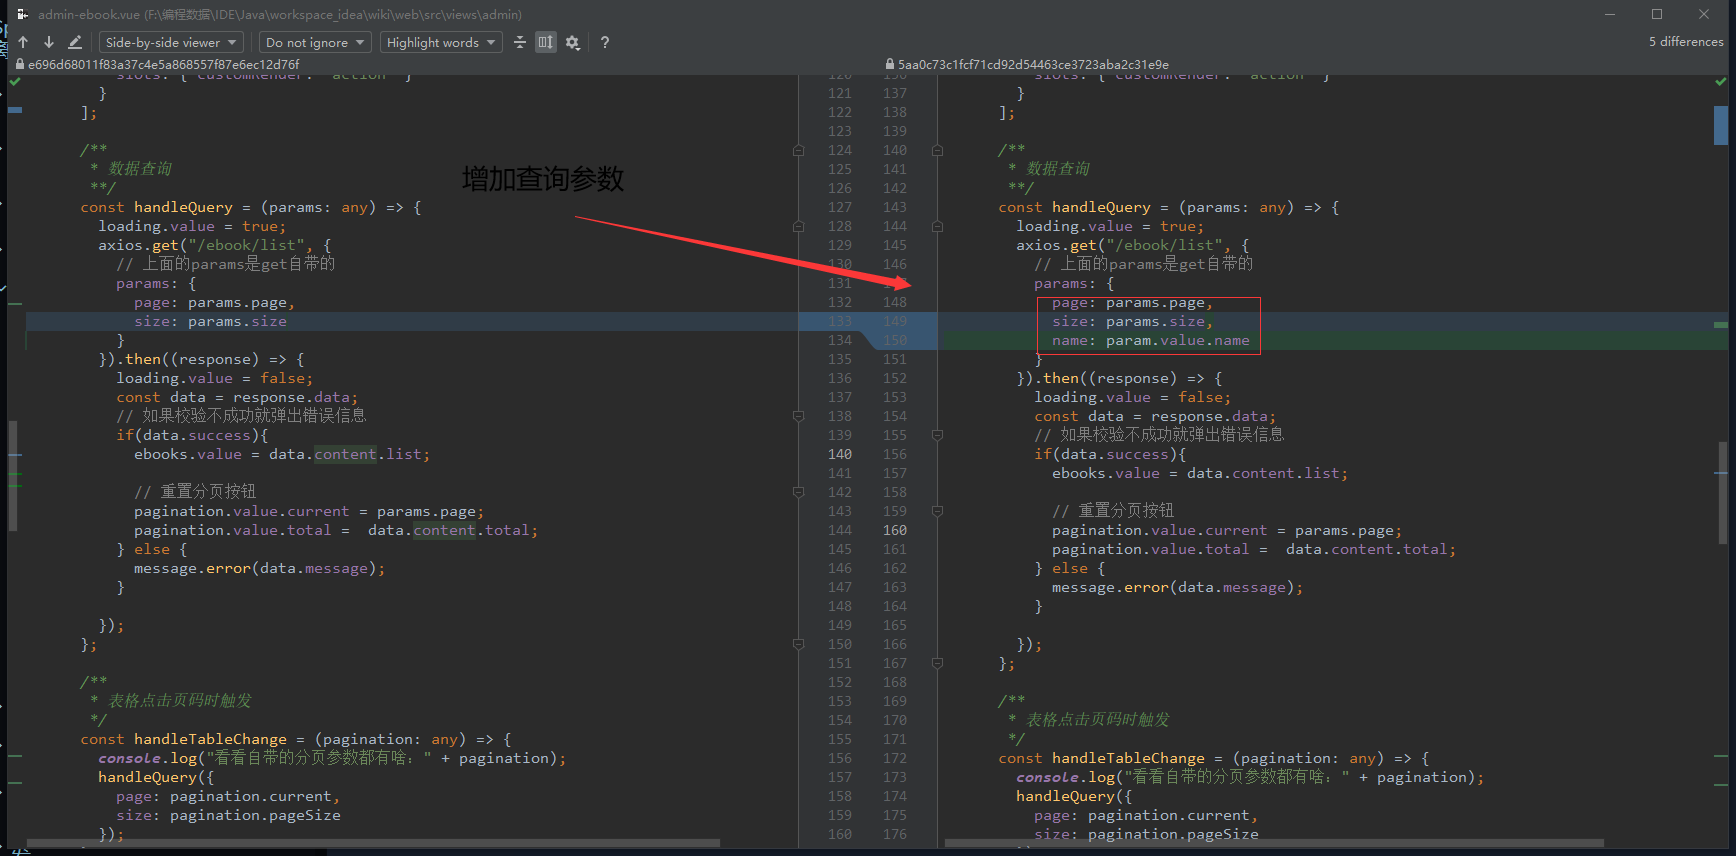 admin-ebook.vue (F:\编程数据\IDE\Java\workspace_idea\wiki\web\src\views\admin)
Side-by-side viewer
Do not ignore
Highlight words
?
5 differences
e696d68011f83a37c4e5a868557f87e6ec12d76f
5aa0c73c1fcf71cd92d54463ce3723aba2c31e9e
增加查询参数
slots: { customRender: 'action' }
}
];
/**
* 数据查询
**/
const handleQuery = (params: any) => {
loading.value = true;
axios.get("/ebook/list", {
// 上面的params是get自带的
params: {
page: params.page,
size: params.size
}
}).then((response) => {
loading.value = false;
const data = response.data;
// 如果校验不成功就弹出错误信息
if(data.success){
ebooks.value = data.content.list;
// 重置分页按钮
pagination.value.current = params.page;
pagination.value.total =  data.content.total;
} else {
message.error(data.message);
}
});
};
/**
* 表格点击页码时触发
*/
const handleTableChange = (pagination: any) => {
console.log("看看自带的分页参数都有啥: " + pagination);
handleQuery({
page: pagination.current,
size: pagination.pageSize
});
120 136
121 137
122 138
123 139
124 140
125 141
126 142
127 143
128 144
129 145
130 146
131
132 148
133 149
134 150
135 151
136 152
137 153
138 154
139 155
140 156
141 157
142 158
143 159
144 160
145 161
146 162
147 163
148 164
149 165
150 166
151 167
152 168
153 169
154 170
155 171
156 172
157 173
158 174
159 175
160 176
slots: { customRender: 'action' }
}
];
/**
* 数据查询
**/
const handleQuery = (params: any) => {
loading.value = true;
axios.get("/ebook/list", {
// 上面的params是get自带的
params: {
page: params.page,
size: params.size,
name: param.value.name
}
}).then((response) => {
loading.value = false;
const data = response.data;
// 如果校验不成功就弹出错误信息
if(data.success){
ebooks.value = data.content.list;
// 重置分页按钮
pagination.value.current = params.page;
pagination.value.total =  data.content.total;
} else {
message.error(data.message);
}
});
};
/**
* 表格点击页码时触发
*/
const handleTableChange = (pagination: any) => {
console.log("看看自带的分页参数都有啥: " + pagination);
handleQuery({
page: pagination.current,
size: pagination.pageSize